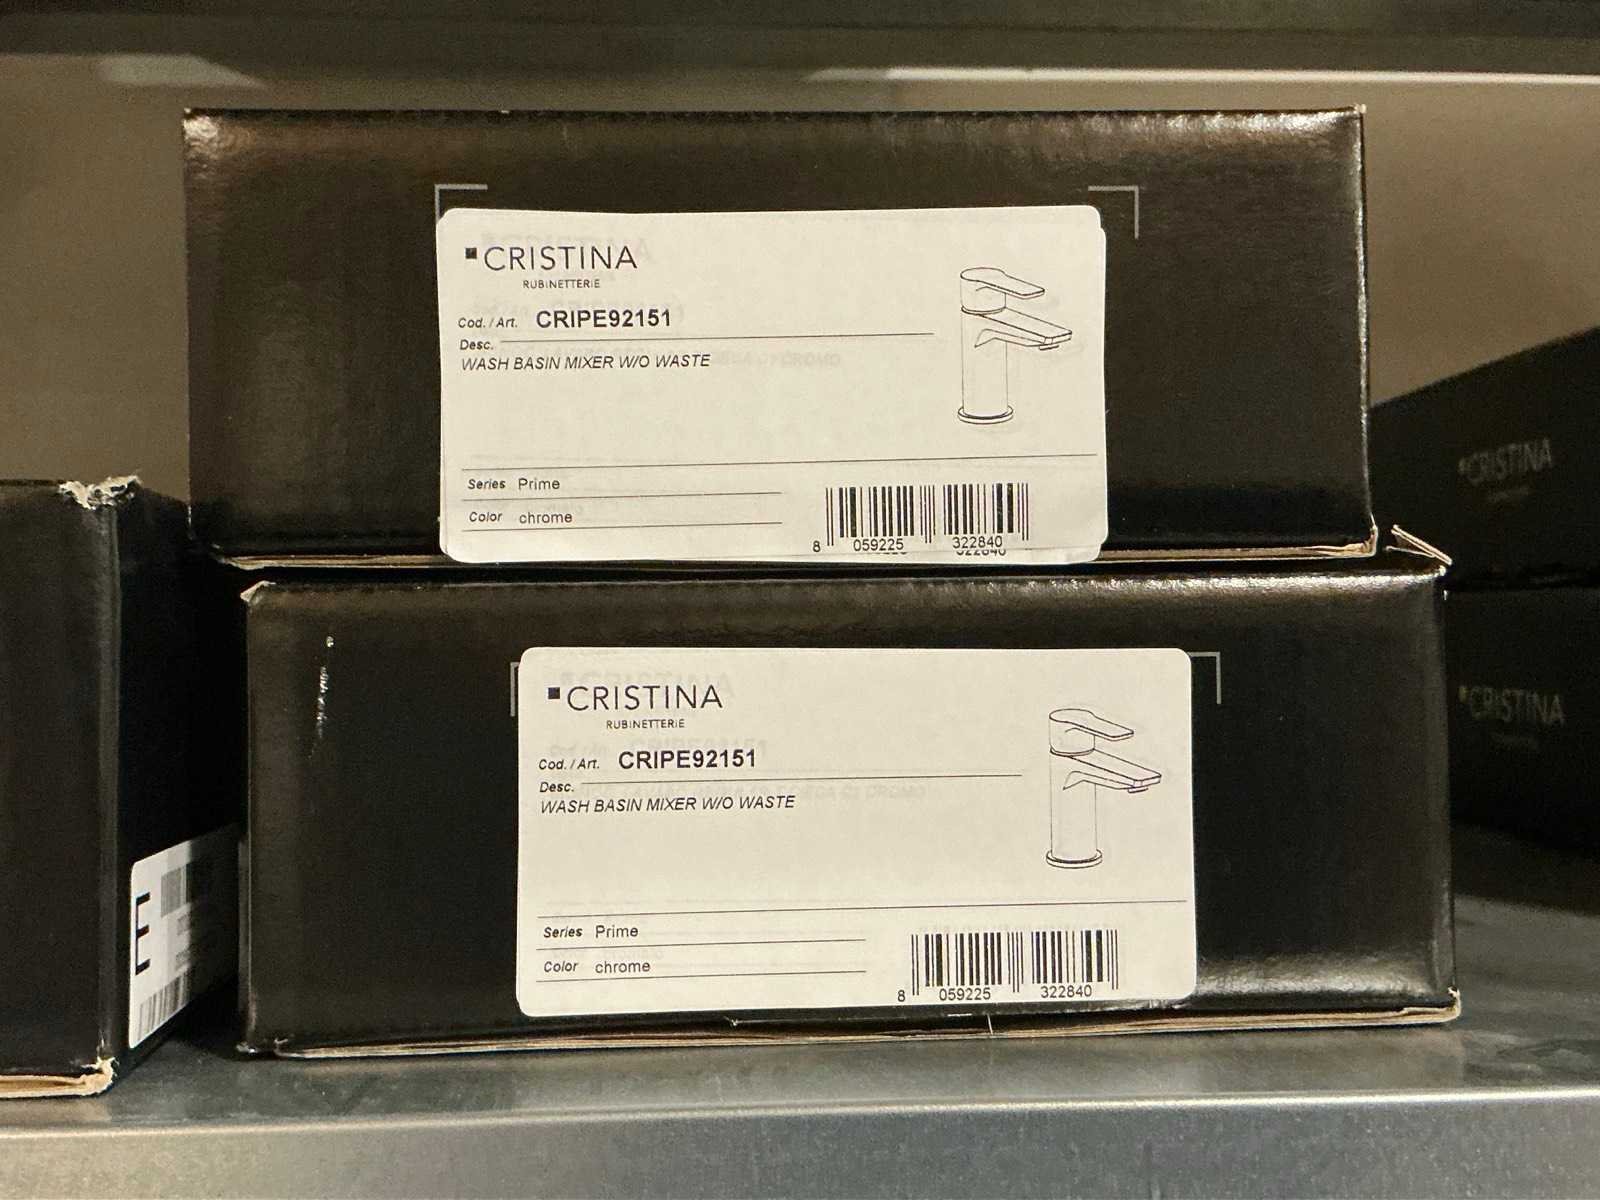 CRISTINA
RUBINETTERIE
Cod. / Art. CRIPE92151
Desc.
WASH BASIN MIXER W/O WASTE
Series Prime
Color chrome
8 059225 322840
CRISTINA
CRISTINA
RUBINETTERIE
Cod. / Art. CRIPE92151
Desc.
WASH BASIN MIXER W/O WASTE
Series Prime
Color chrome
8 059225 322840
CRISTINA
E